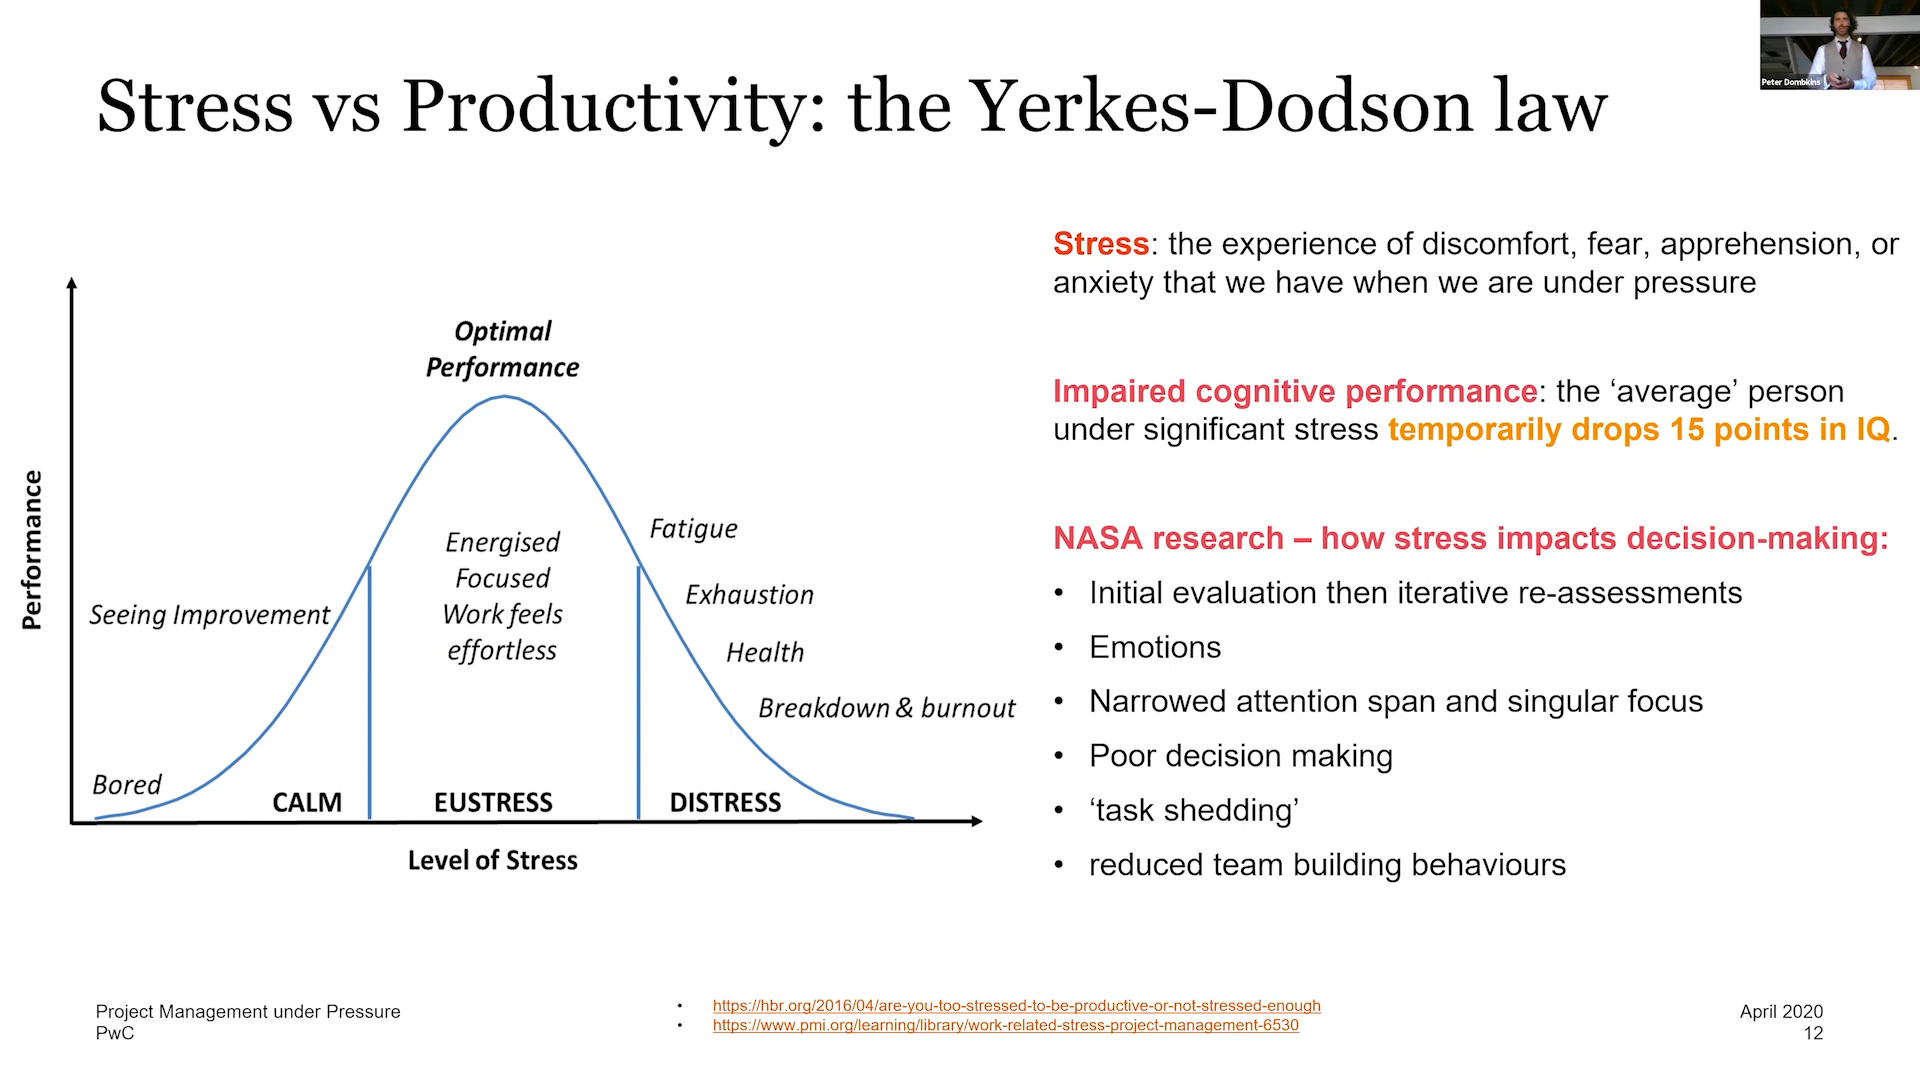 Peter Dombkins
Stress vs Productivity: the Yerkes-Dodson law
Performance
Optimal
Performance
Energised
Focused
Work feels
effortless
Seeing Improvement
Bored
Fatigue
Exhaustion
Health
Breakdown & burnout
CALM
EUSTRESS
DISTRESS
Level of Stress
Stress: the experience of discomfort, fear, apprehension, or
anxiety that we have when we are under pressure
Impaired cognitive performance: the ‘average’ person
under significant stress temporarily drops 15 points in IQ.
NASA research – how stress impacts decision-making:
• Initial evaluation then iterative re-assessments
• Emotions
• Narrowed attention span and singular focus
• Poor decision making
• ‘task shedding’
• reduced team building behaviours
Project Management under Pressure
PwC
• https://hbr.org/2016/04/are-you-too-stressed-to-be-productive-or-not-stressed-enough
• https://www.pmi.org/learning/library/work-related-stress-project-management-6530
April 2020
12